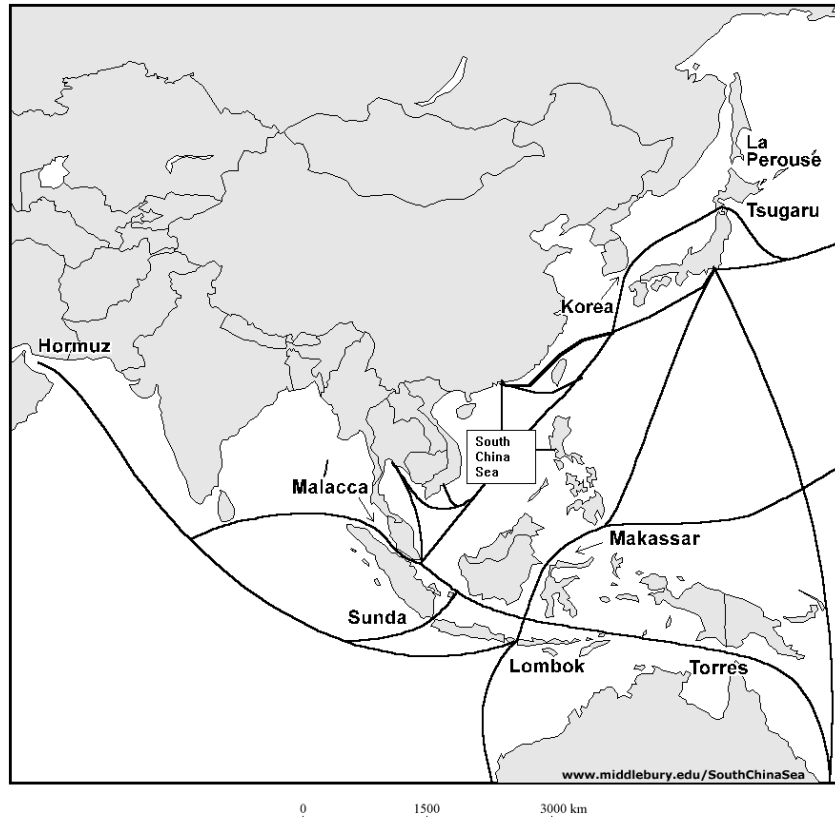 La
Perousé
Tsugaru
Korea
Hormuz
South
China
Sea
Malacca
Makassar
Sunda
Lombok
Torres
www.middlebury.edu/SouthChinaSea
0 1500 3000 km